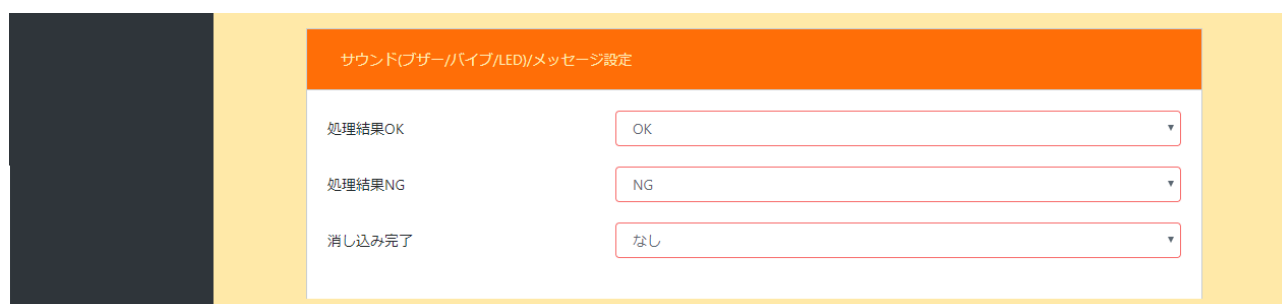 サウンド(ブザー/バイブ/LED)/メッセージ設定
処理結果OK
OK
処理結果NG
NG
消し込み完了
なし